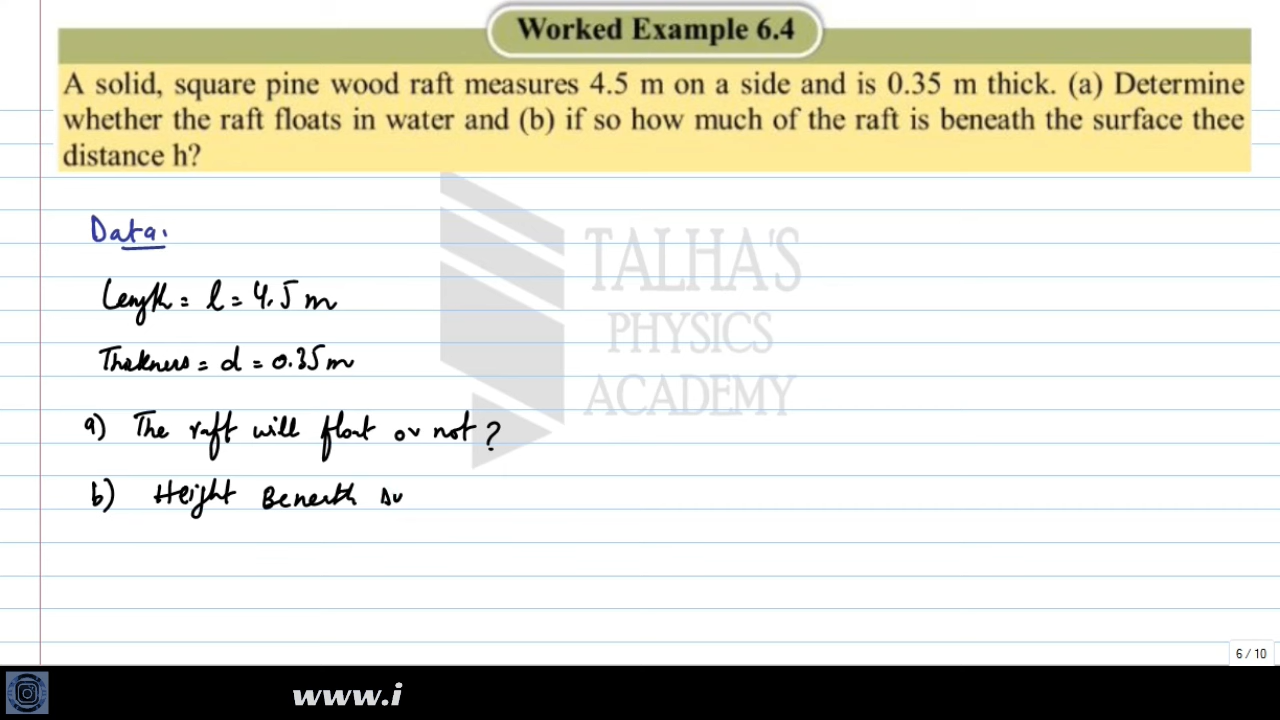 Worked Example 6.4
A solid, square pine wood raft measures 4.5 m on a side and is 0.35 m thick. (a) Determine
whether the raft floats in water and (b) if so how much of the raft is beneath the surface thee
distance h?
Data:
TALHA'S
PHYSICS
ACADEMY
Length = l = 4.5 m
Thickness = d = 0.35 m
a) The raft will float or not?
b) Height Beneath su
6 / 10
www.i